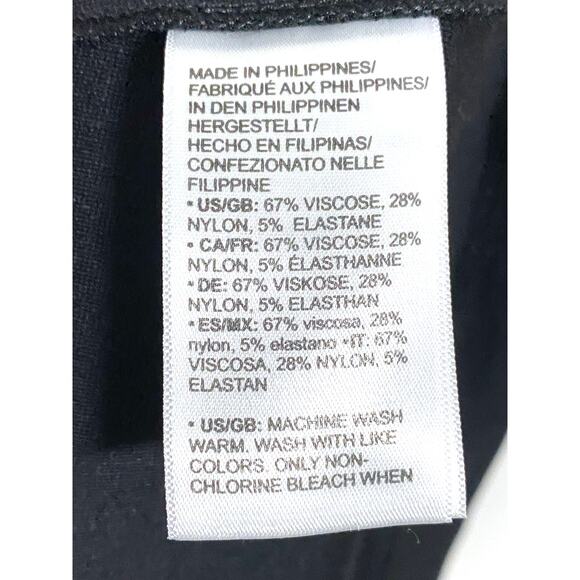 MADE IN PHILIPPINES/
FABRIQUÉ AUX PHILIPPINES/
IN DEN PHILIPPINEN
HERGESTELLT/
HECHO EN FILIPINAS/
CONFEZIONATO NELLE
FILIPPINE
• US/GB: 67% VISCOSE, 28%
NYLON, 5% ELASTANE
• CA/FR: 67% VISCOSE, 28%
NYLON, 5% ÉLASTHANNE
• DE: 67% VISKOSE, 28%
NYLON, 5% ELASTHAN
• ES/MX: 67% viscosa, 28%
nylon, 5% elastano •IT: 67%
VISCOSA, 28% NYLON, 5%
ELASTAN
• US/GB: MACHINE WASH
WARM. WASH WITH LIKE
COLORS. ONLY NON-
CHLORINE BLEACH WHEN